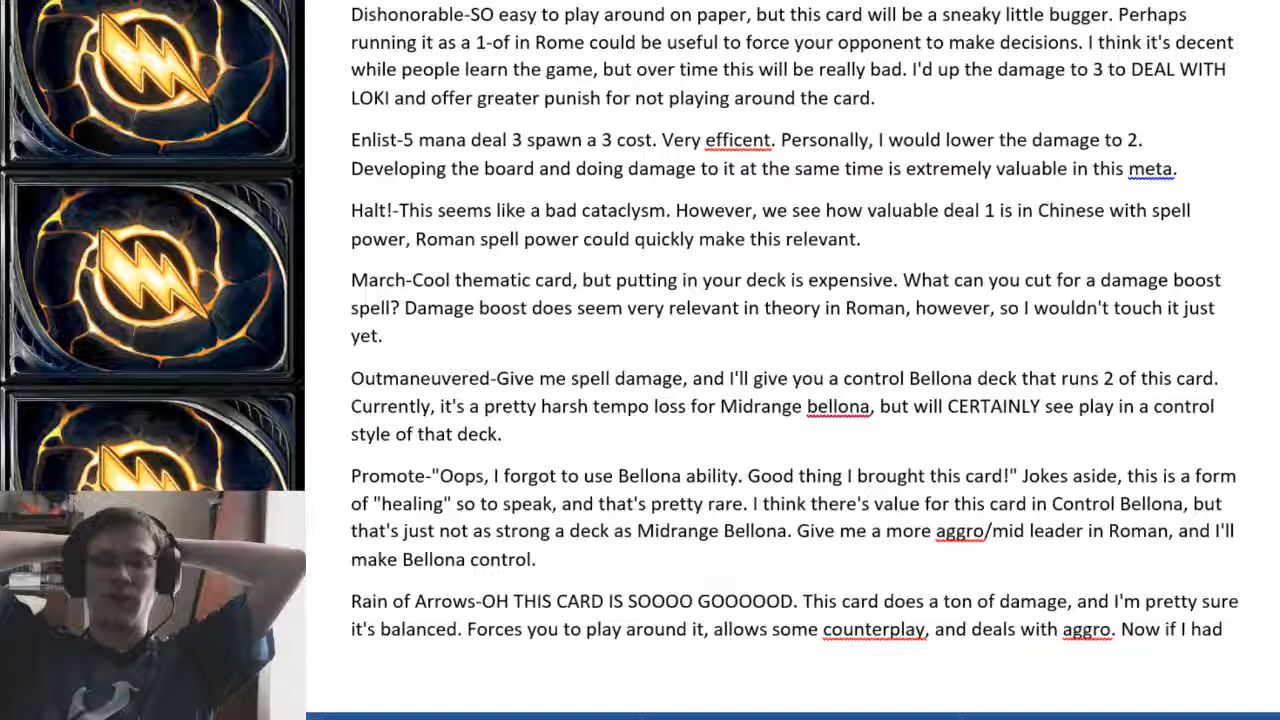 Dishonorable-SO easy to play around on paper, but this card will be a sneaky little bugger. Perhaps
running it as a 1-of in Rome could be useful to force your opponent to make decisions. I think it's decent
while people learn the game, but over time this will be really bad. I'd up the damage to 3 to DEAL WITH
LOKI and offer greater punish for not playing around the card.
Enlist-5 mana deal 3 spawn a 3 cost. Very efficent. Personally, I would lower the damage to 2.
Developing the board and doing damage to it at the same time is extremely valuable in this meta.
Halt!-This seems like a bad cataclysm. However, we see how valuable deal 1 is in Chinese with spell
power, Roman spell power could quickly make this relevant.
March-Cool thematic card, but putting in your deck is expensive. What can you cut for a damage boost
spell? Damage boost does seem very relevant in theory in Roman, however, so I wouldn't touch it just
yet.
Outmaneuvered-Give me spell damage, and I'll give you a control Bellona deck that runs 2 of this card.
Currently, it's a pretty harsh tempo loss for Midrange bellona, but will CERTAINLY see play in a control
style of that deck.
Promote-"Oops, I forgot to use Bellona ability. Good thing I brought this card!" Jokes aside, this is a form
of "healing" so to speak, and that's pretty rare. I think there's value for this card in Control Bellona, but
that's just not as strong a deck as Midrange Bellona. Give me a more aggro/mid leader in Roman, and I'll
make Bellona control.
Rain of Arrows-OH THIS CARD IS SOOOO GOOOOOD. This card does a ton of damage, and I'm pretty sure
it's balanced. Forces you to play around it, allows some counterplay, and deals with aggro. Now if I had